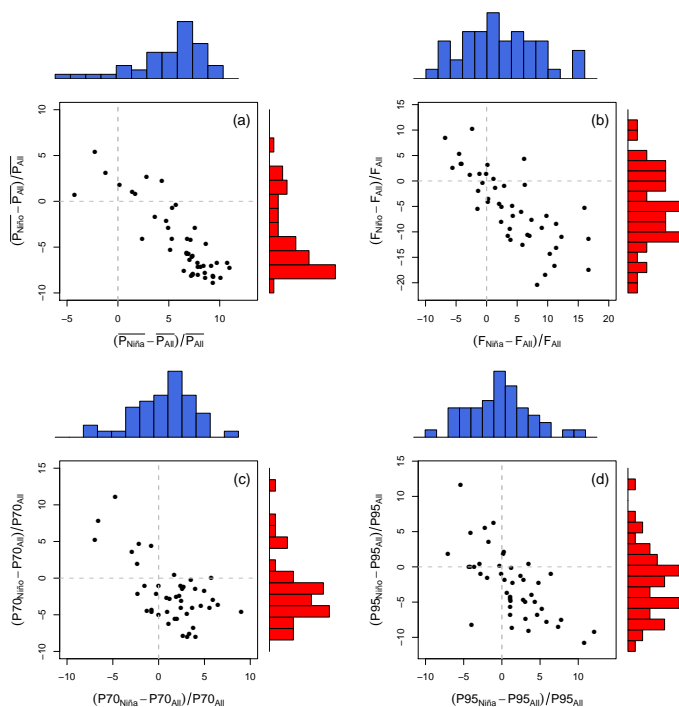 (a)
10
5
0
−5
−10
(P̅Niño − P̅All)/P̅All
−5 0 5 10
(P̅Niña − P̅All)/P̅All
(b)
15
10
5
0
−5
−10
−15
−20
(FNiño − FAll)/FAll
−10 −5 0 5 10 15 20
(FNiña − FAll)/FAll
(c)
15
10
5
0
−5
−10
(P70Niño − P70All)/P70All
−10 −5 0 5 10
(P70Niña − P70All)/P70All
(d)
15
10
5
0
−5
−10
(P95Niño − P95All)/P95All
−10 −5 0 5 10
(P95Niña − P95All)/P95All